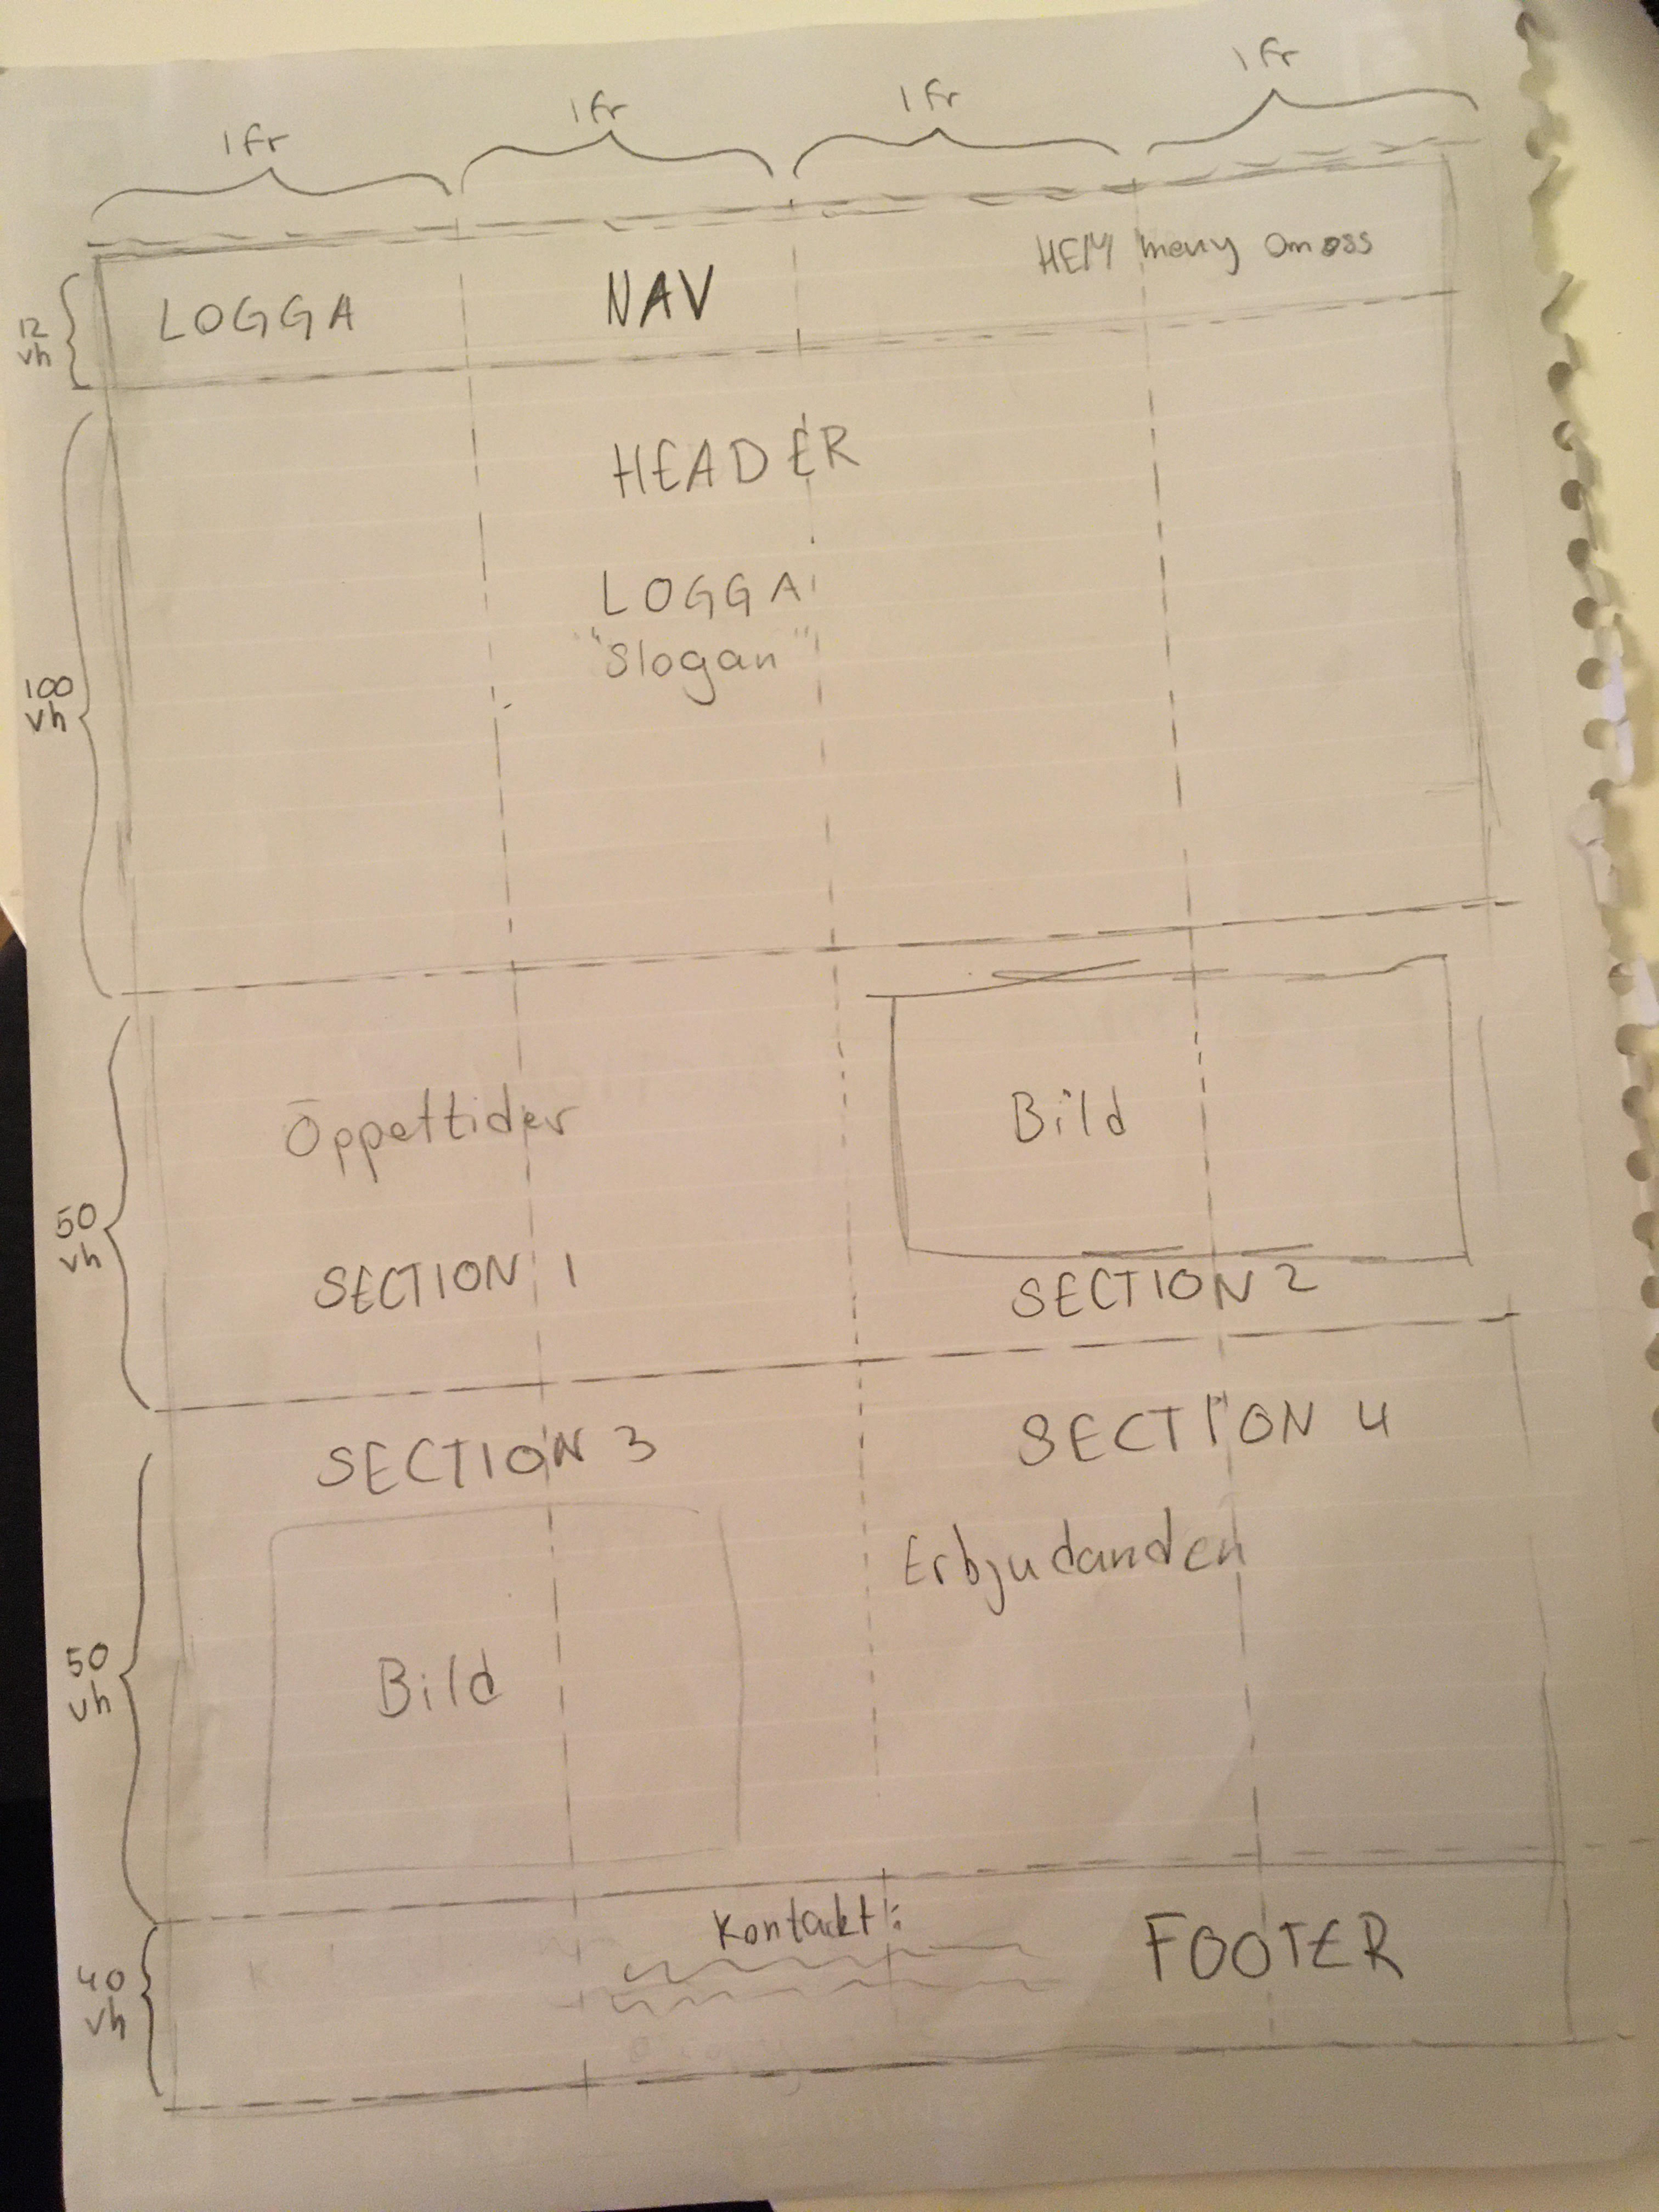 1fr 1fr 1fr 1fr
12 vh
LOGGA NAV HEM meny Om oss
HEADER
100 vh
LOGGA
"Slogan"
50 vh
Öppettider
Bild
SECTION 1
SECTION 2
50 vh
SECTION 3
SECTION 4
Erbjudanden
Bild
40 vh
Kontakt:
FOOTER